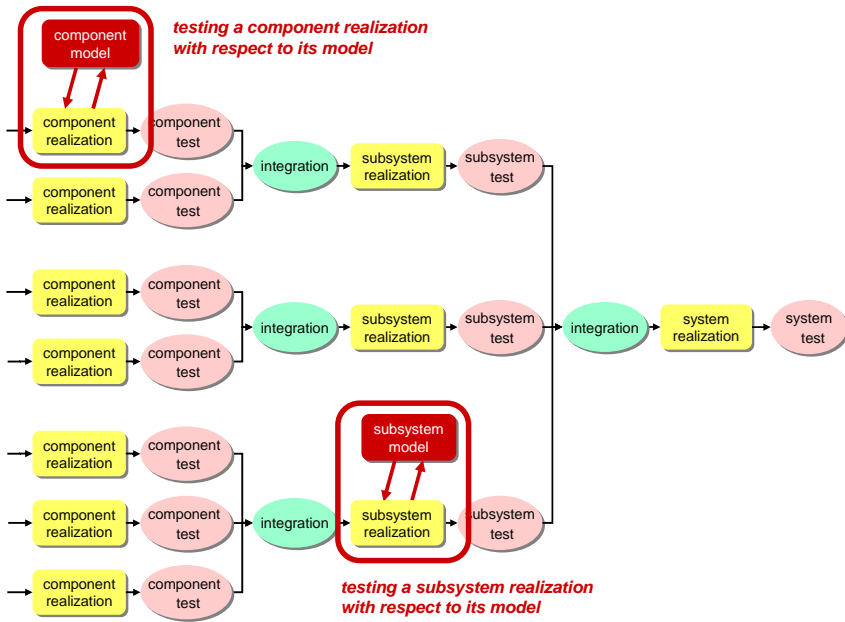 component
model
testing a component realization
with respect to its model
component
realization
component
test
integration
subsystem
realization
subsystem
test
component
realization
component
test
component
realization
component
test
integration
subsystem
realization
subsystem
test
integration
system
realization
system
test
component
realization
component
test
subsystem
model
component
realization
component
test
component
realization
component
test
integration
subsystem
realization
subsystem
test
component
realization
component
test
testing a subsystem realization
with respect to its model